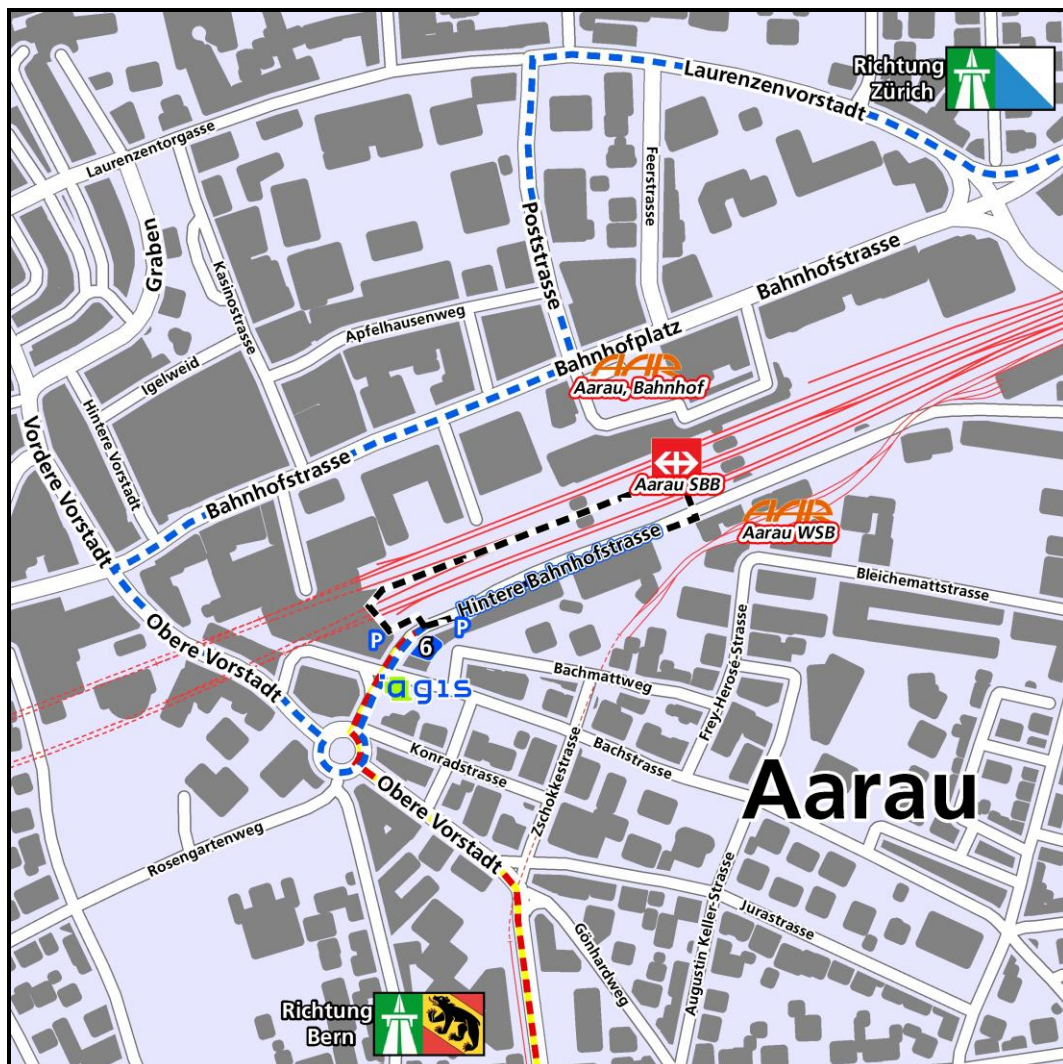 Laurenzenvorstadt
Richtung
Zürich
Laurenzentorgasse
Feerstrasse
Graben
Kasinostrasse
Poststrasse
Bahnhofstrasse
Apfelhausenweg
Bahnhofplatz
Igelweid
AAR
Aarau, Bahnhof
Hintere Vorstadt
Vordere Vorstadt
Bahnhofstrasse
Aarau SBB
AAR
Aarau WSB
Hintere Bahnhofstrasse
Bleichemattstrasse
P
P
6
Obere Vorstadt
agis
Bachmattweg
Frey-Herosé-Strasse
Bachstrasse
Konradstrasse
Zschokkestrasse
Aarau
Obere Vorstadt
Rosengartenweg
Jurastrasse
Augustin Keller-Strasse
Gönhardweg
Richtung
Bern